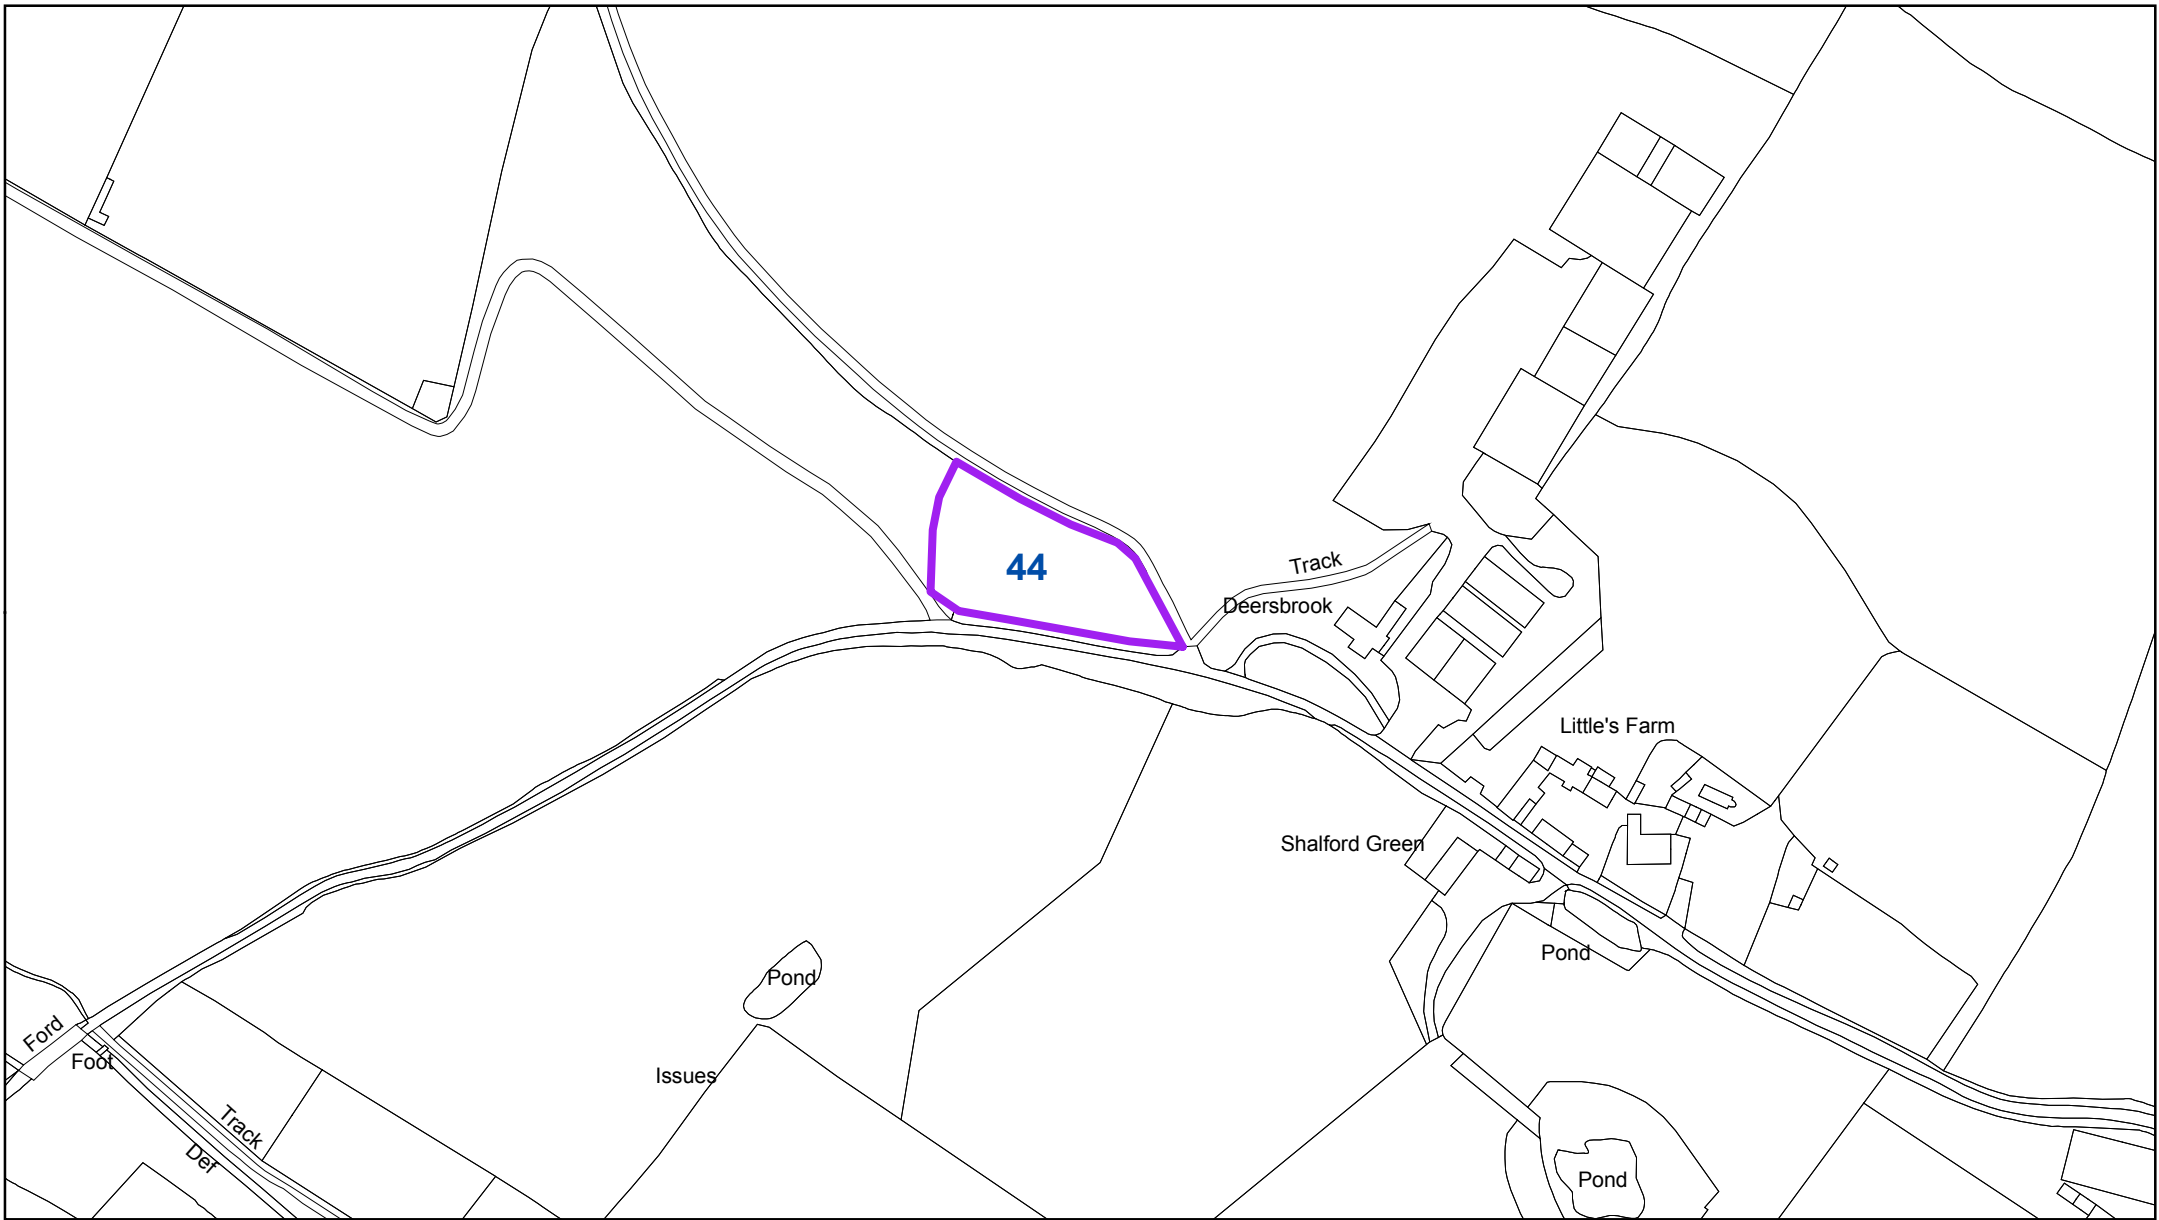 44
Track
Deersbrook
Little's Farm
Shalford Green
Pond
Pond
Ford
Foot
Issues
Track
Def
Pond